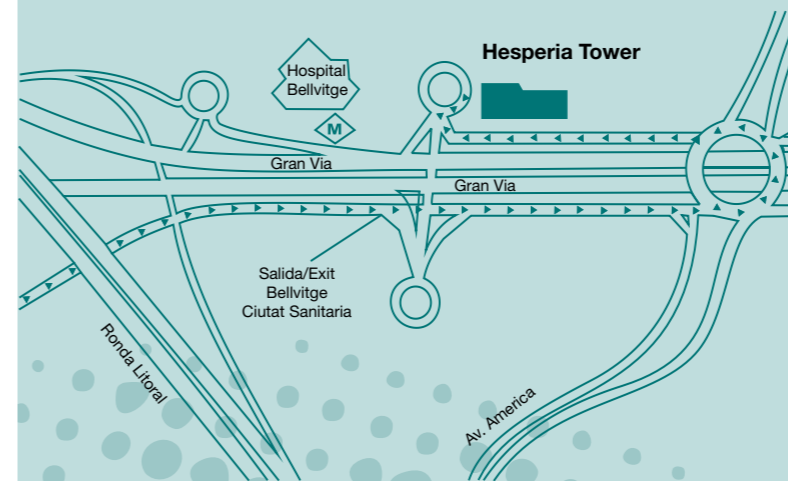 Hesperia Tower
Hospital
Bellvitge
M
Gran Via
Gran Via
Salida/Exit
Bellvitge
Ciutat Sanitaria
Ronda Litoral
Av. America